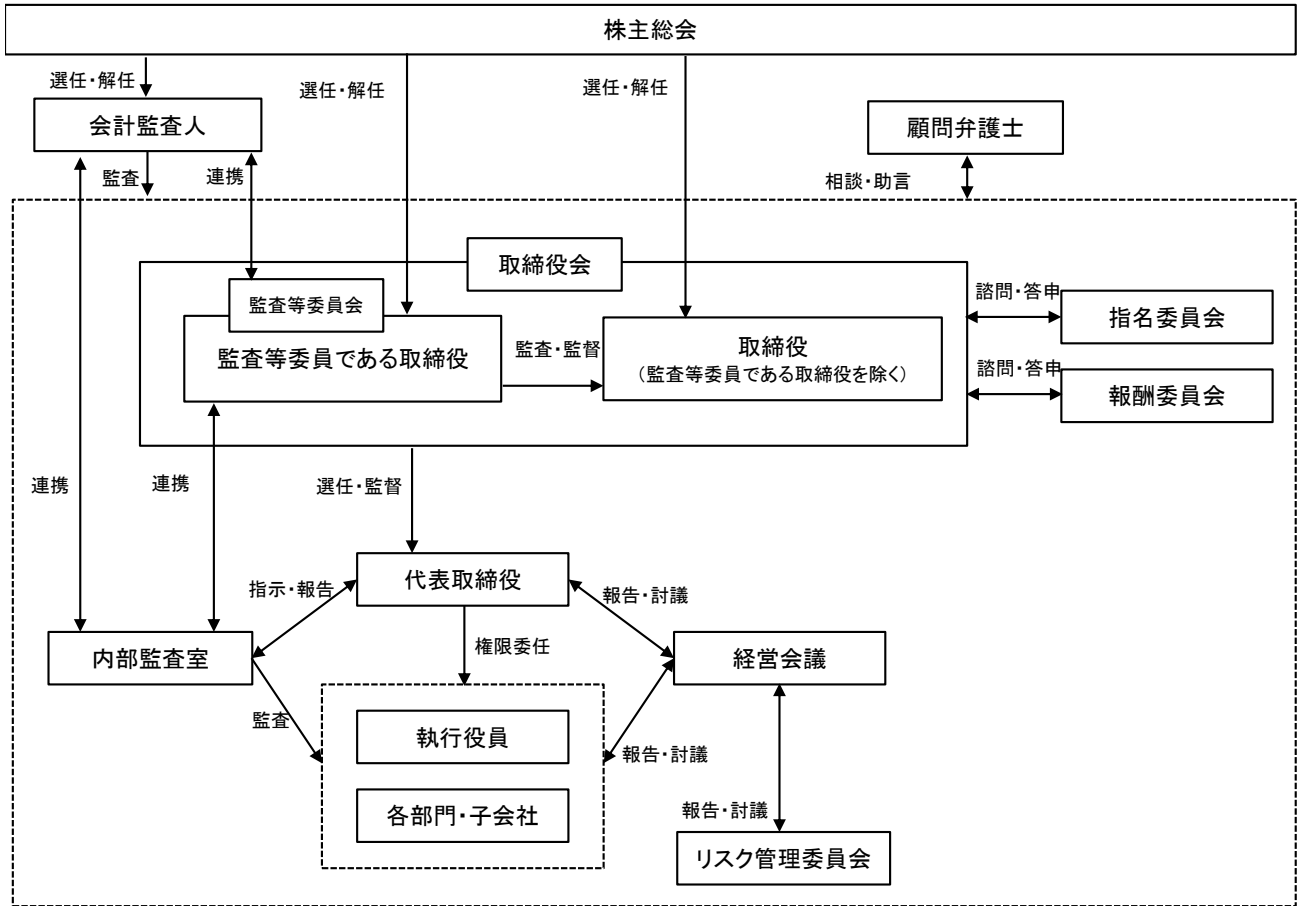 株主総会
選任・解任
選任・解任
選任・解任
会計監査人
顧問弁護士
監査
連携
相談・助言
取締役会
監査等委員会
監査等委員である取締役
監査・監督
取締役
（監査等委員である取締役を除く）
諮問・答申
指名委員会
諮問・答申
報酬委員会
連携
連携
選任・監督
代表取締役
指示・報告
報告・討議
内部監査室
権限委任
経営会議
監査
執行役員
報告・討議
各部門・子会社
報告・討議
リスク管理委員会